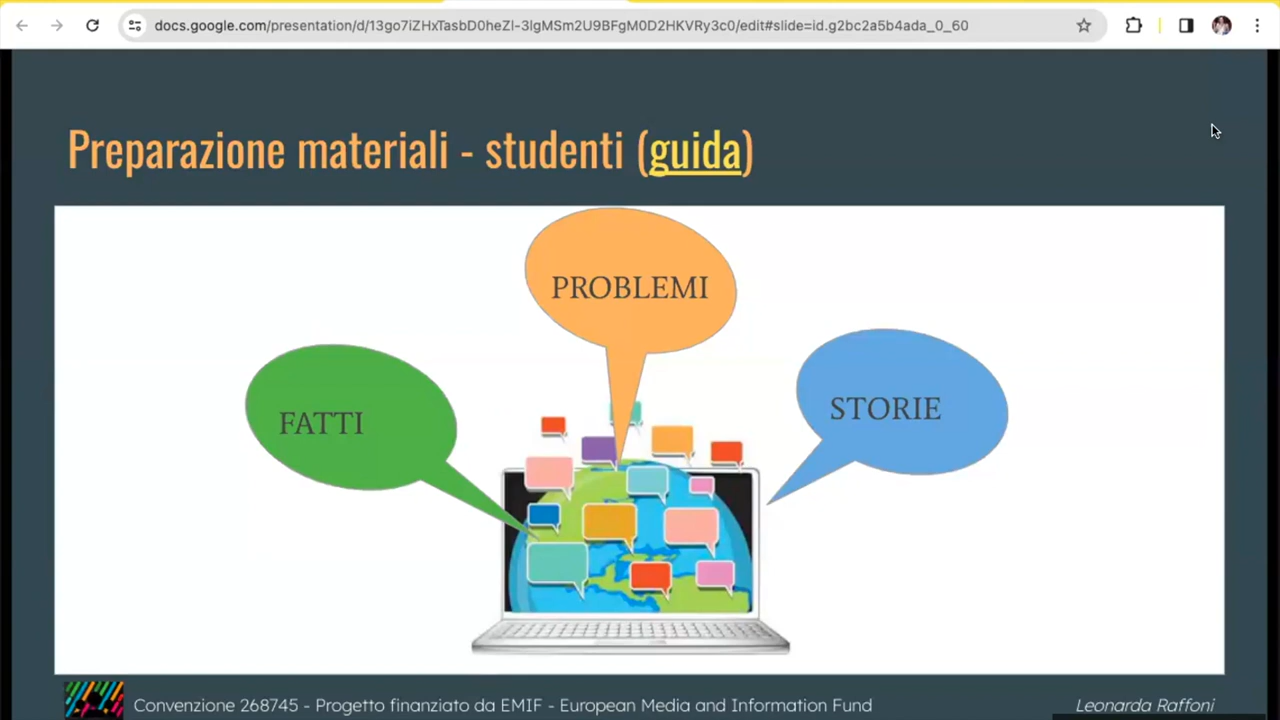 docs.google.com/presentation/d/13go7iZHxTasbD0heZl-3lgMSm2U9BFgM0D2HKVRy3c0/edit#slide=id.g2bc2a5b4ada_0_60
Preparazione materiali - studenti (guida)
PROBLEMI
FATTI
STORIE
Convenzione 268745 - Progetto finanziato da EMIF - European Media and Information Fund
Leonarda Raffoni